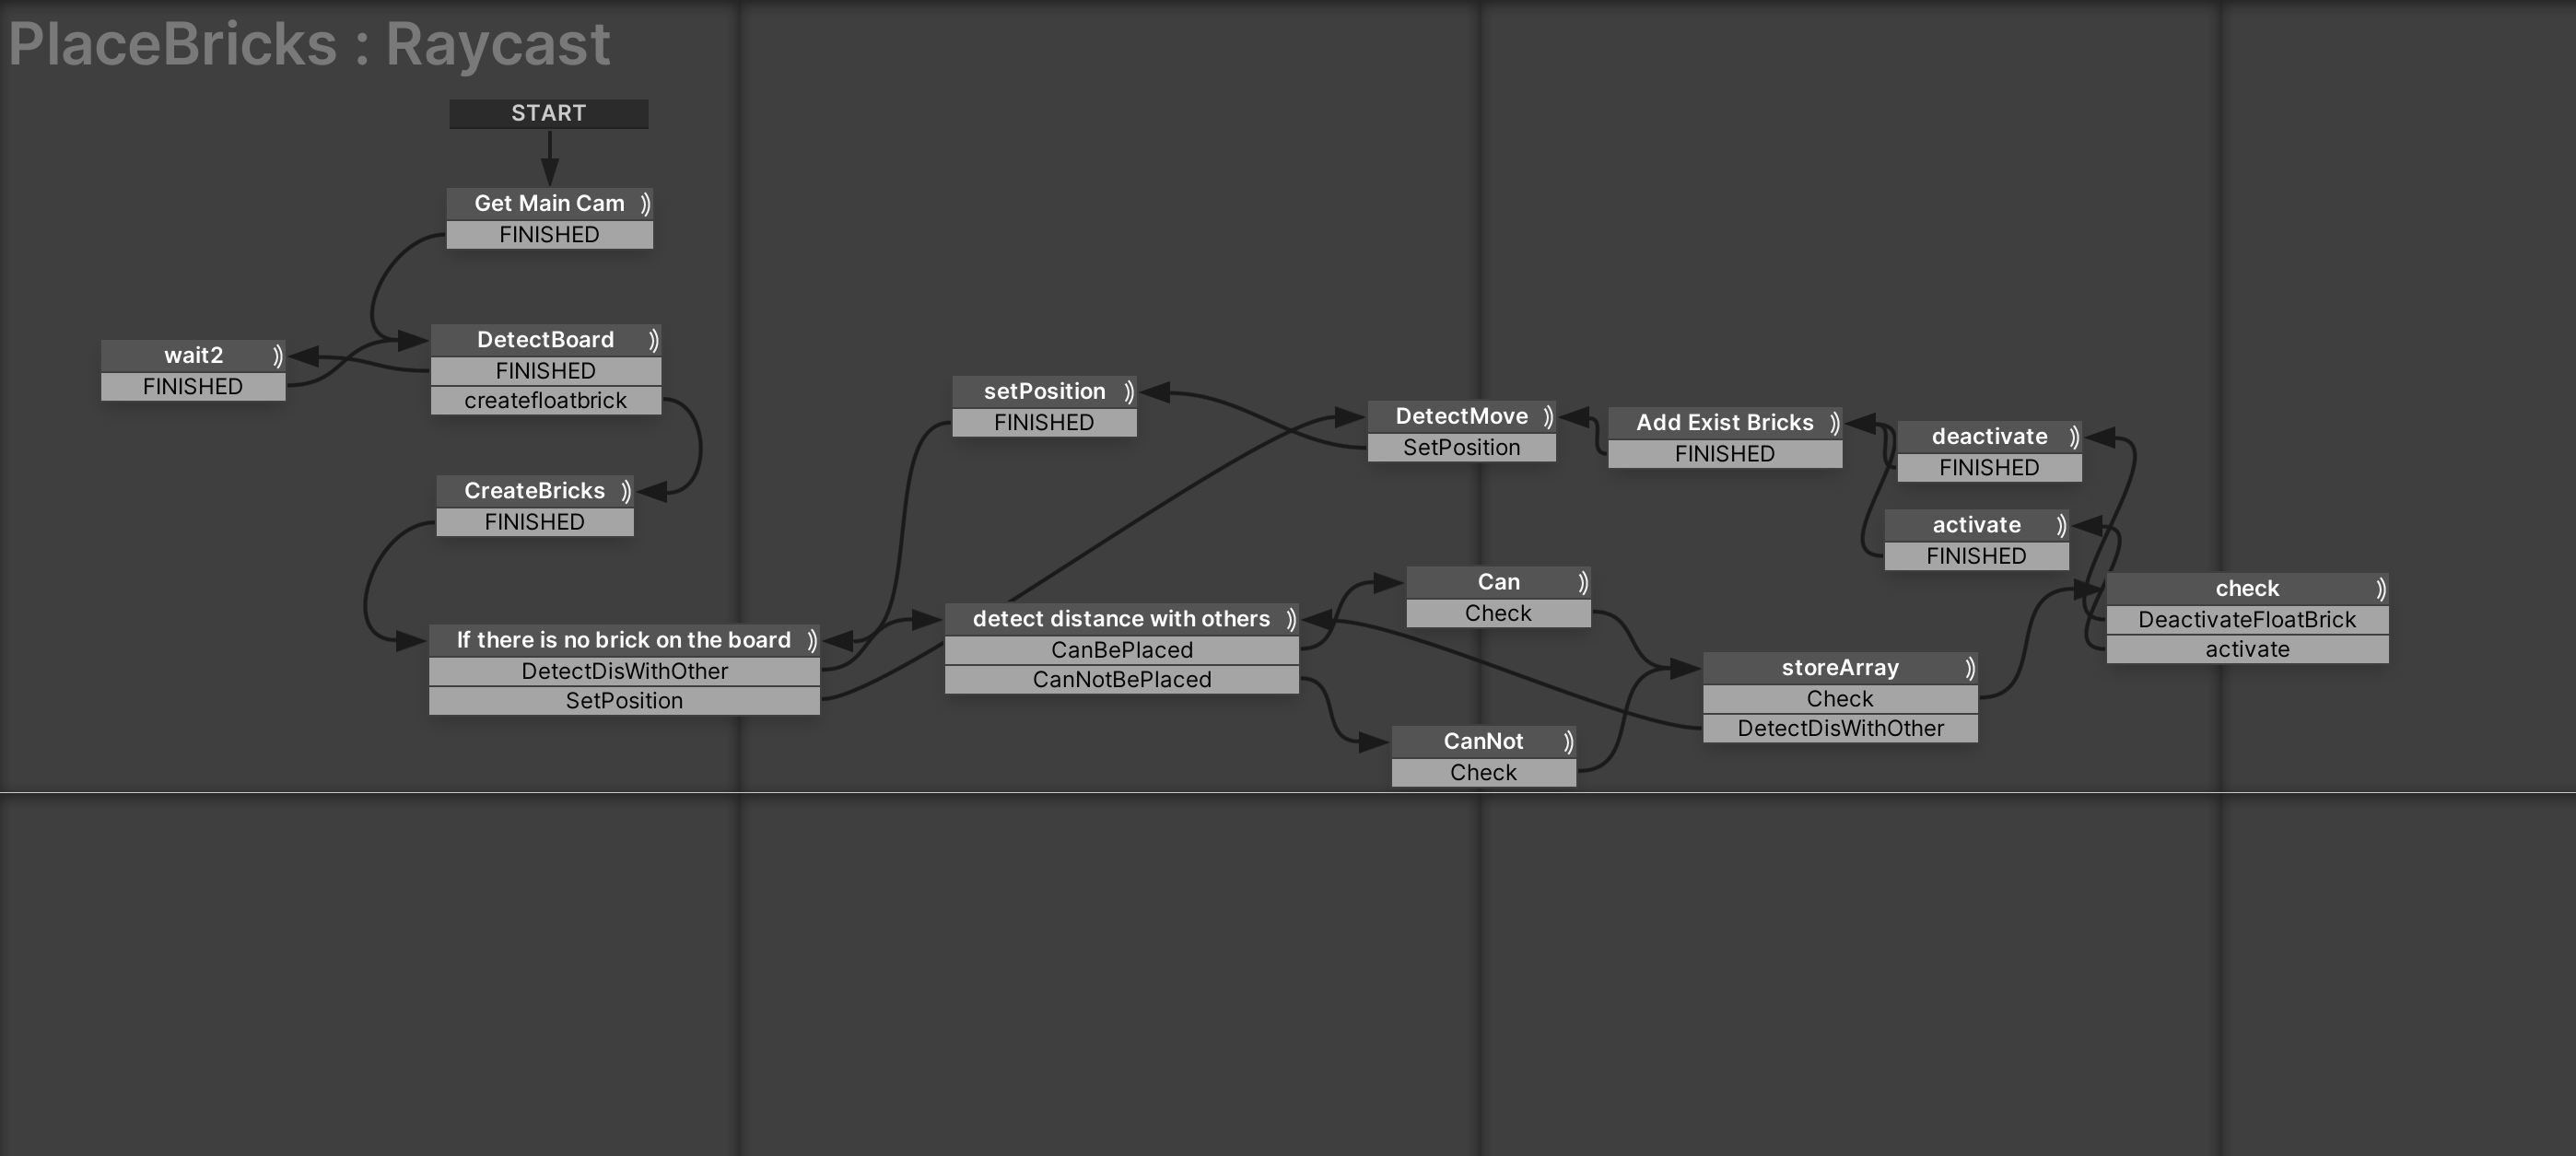 PlaceBricks : Raycast
START
Get Main Cam
FINISHED
wait2
FINISHED
DetectBoard
FINISHED
createfloatbrick
CreateBricks
FINISHED
If there is no brick on the board
DetectDisWithOther
SetPosition
setPosition
FINISHED
detect distance with others
CanBePlaced
CanNotBePlaced
DetectMove
SetPosition
Can
Check
CanNot
Check
Add Exist Bricks
FINISHED
storeArray
Check
DetectDisWithOther
deactivate
FINISHED
activate
FINISHED
check
DeactivateFloatBrick
activate